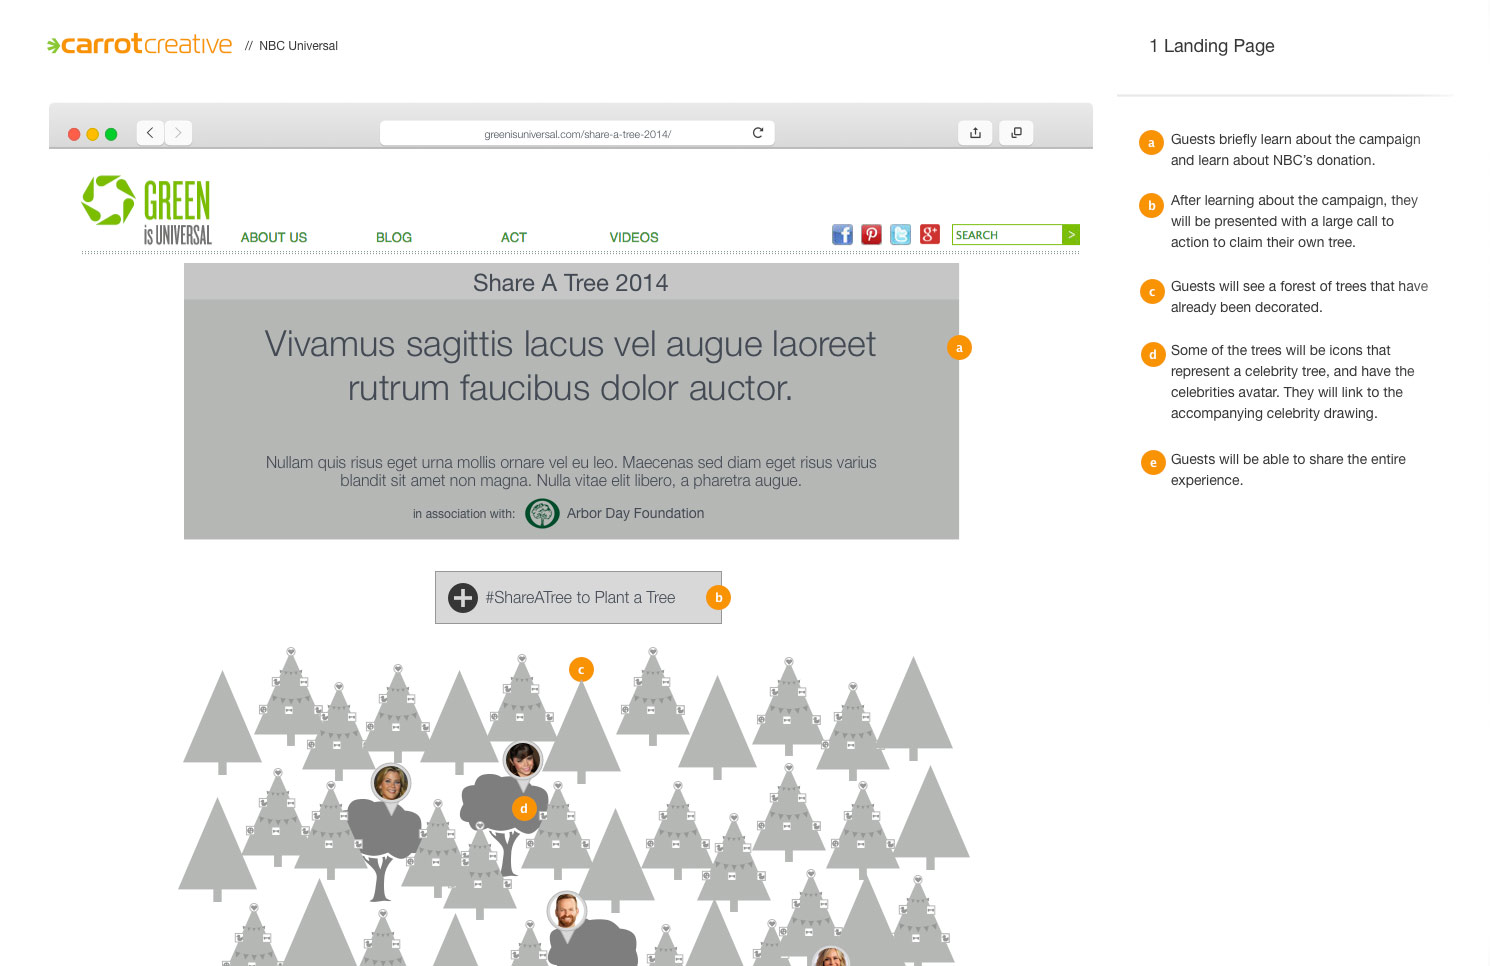 carrotcreative // NBC Universal
1 Landing Page
greenisuniversal.com/share-a-tree-2014/
GREEN
is UNIVERSAL
ABOUT US BLOG ACT VIDEOS
SEARCH >
Share A Tree 2014
Vivamus sagittis lacus vel augue laoreet
rutrum faucibus dolor auctor.
a
Nullam quis risus eget urna mollis ornare vel eu leo. Maecenas sed diam eget risus varius
blandit sit amet non magna. Nulla vitae elit libero, a pharetra augue.
in association with: Arbor Day Foundation
#ShareATree to Plant a Tree
b
c
d
a Guests briefly learn about the campaign
and learn about NBC's donation.
b After learning about the campaign, they
will be presented with a large call to
action to claim their own tree.
c Guests will see a forest of trees that have
already been decorated.
d Some of the trees will be icons that
represent a celebrity tree, and have the
celebrities avatar. They will link to the
accompanying celebrity drawing.
e Guests will be able to share the entire
experience.